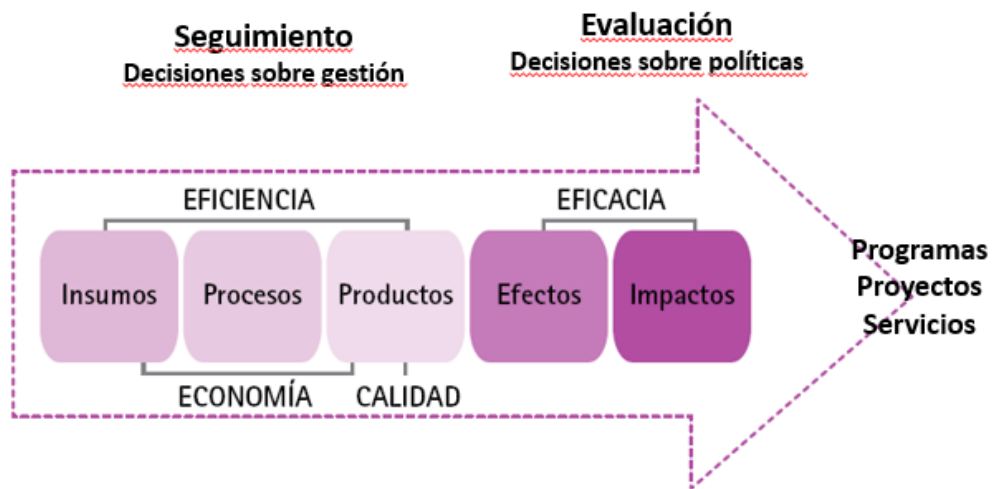 Seguimiento
Decisiones sobre gestión
Evaluación
Decisiones sobre políticas
EFICIENCIA
EFICACIA
Insumos
Procesos
Productos
Efectos
Impactos
ECONOMÍA
CALIDAD
Programas
Proyectos
Servicios